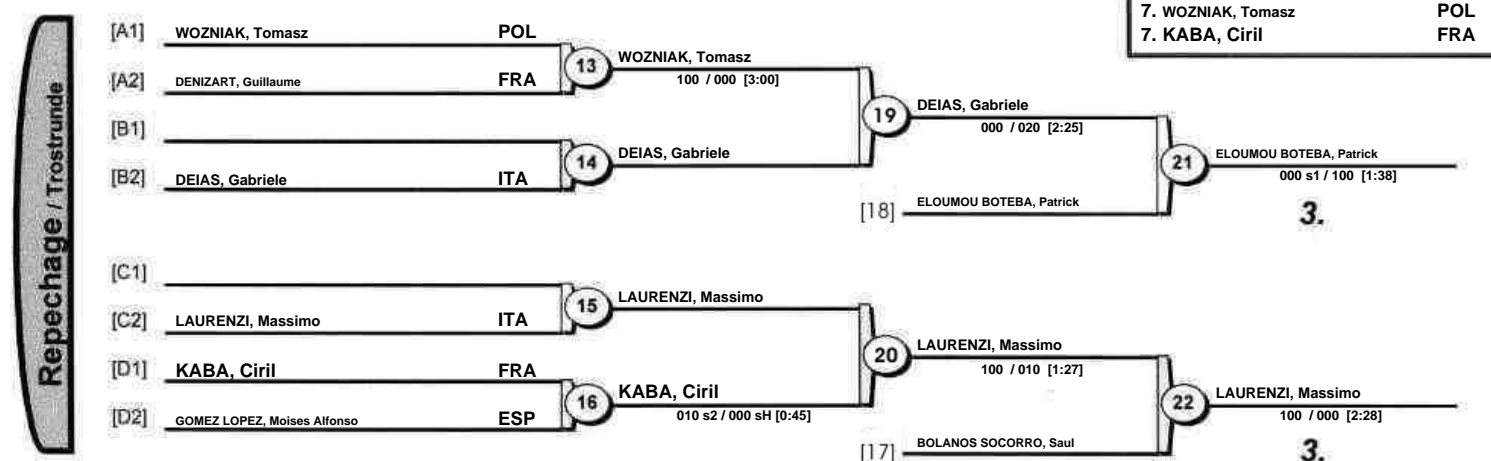 7. WOZNIAK, Tomasz POL
7. KABA, Ciril FRA
Repechage / Trostrunde
[A1] WOZNIAK, Tomasz POL
13 WOZNIAK, Tomasz
100 / 000 [3:00]
[A2] DENIZART, Guillaume FRA
19 DEIAS, Gabriele
000 / 020 [2:25]
[B1]
14 DEIAS, Gabriele
[B2] DEIAS, Gabriele ITA
21 ELOUMOU BOTEBA, Patrick
000 s1 / 100 [1:38]
[18] ELOUMOU BOTEBA, Patrick
3.
[C1]
15 LAURENZI, Massimo
[C2] LAURENZI, Massimo ITA
20 LAURENZI, Massimo
100 / 010 [1:27]
[D1] KABA, Ciril FRA
16 KABA, Ciril
010 s2 / 000 sH [0:45]
[D2] GOMEZ LOPEZ, Moises Alfonso ESP
22 LAURENZI, Massimo
100 / 000 [2:28]
[17] BOLANOS SOCORRO, Saul
3.